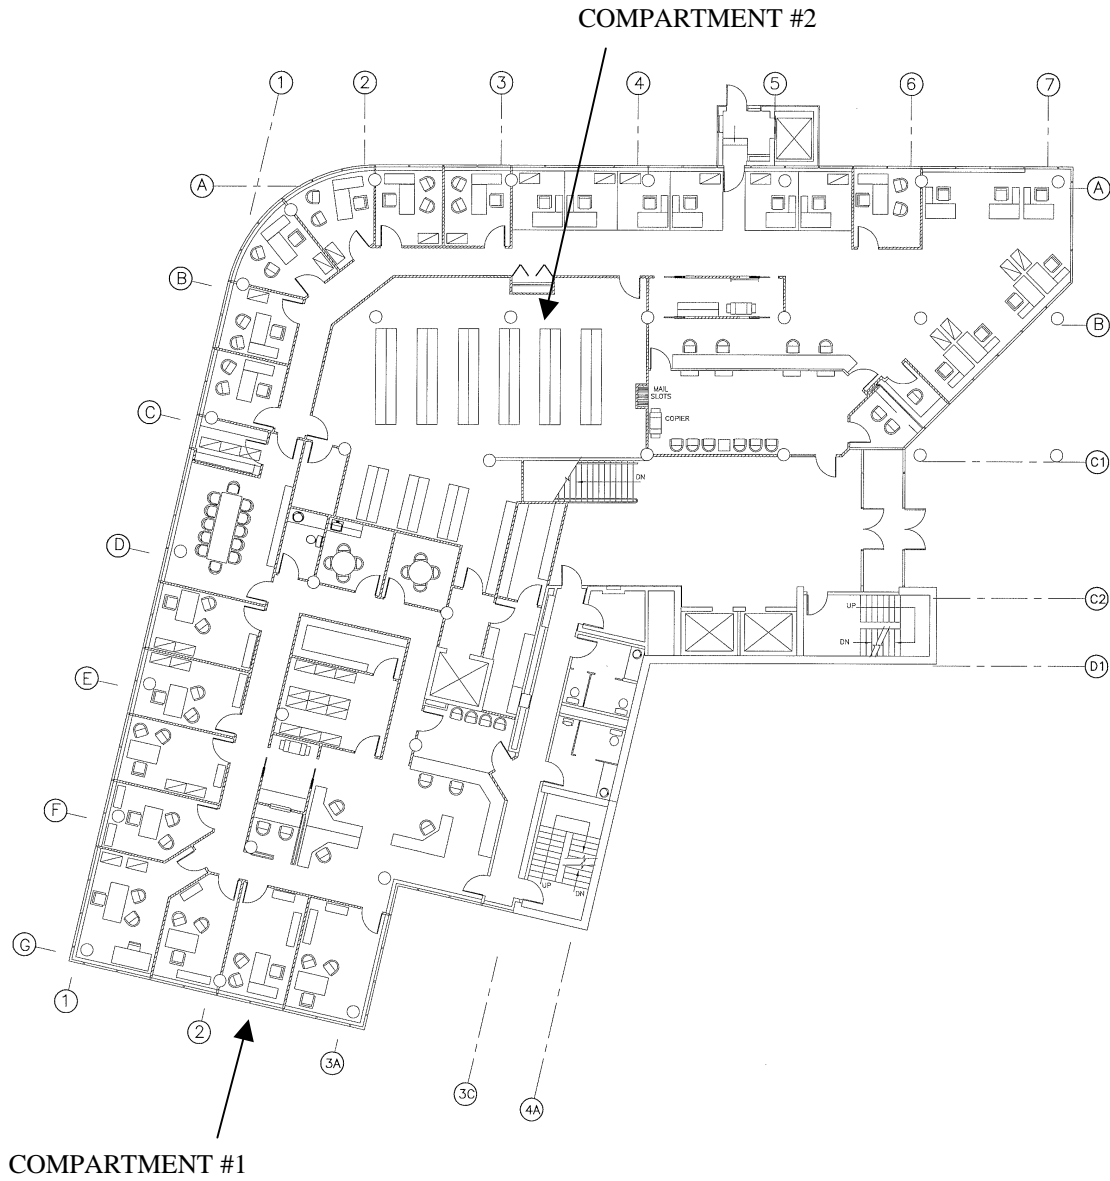 COMPARTMENT #2
1
2
3
4
5
6
7
A
A
B
B
MAIL
SLOTS
COPIER
C
C1
DN
D
C2
UP
DN
D1
E
F
UP
DN
G
1
2
3A
3C
4A
COMPARTMENT #1